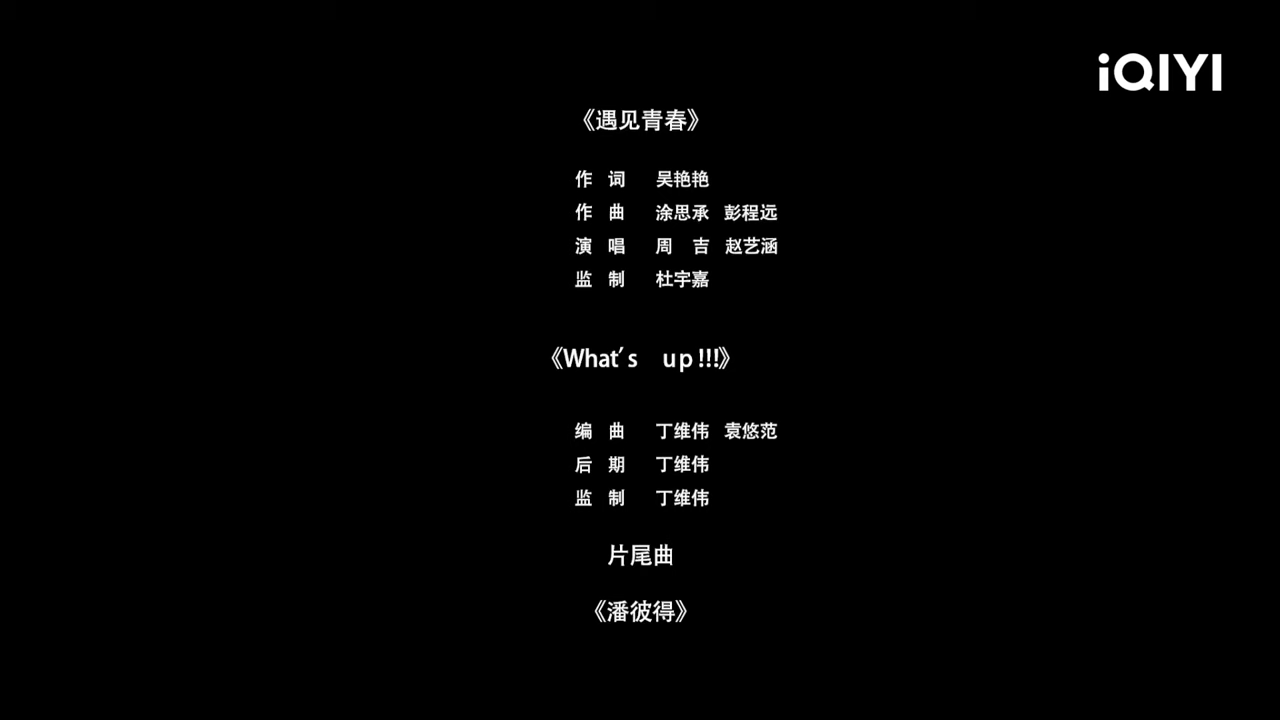 iQIYI
《遇见青春》
作 词 吴艳艳
作 曲 涂思承 彭程远
演 唱 周 吉 赵艺涵
监 制 杜宇嘉
《What's up!!!》
编 曲 丁维伟 袁悠范
后 期 丁维伟
监 制 丁维伟
片尾曲
《潘彼得》